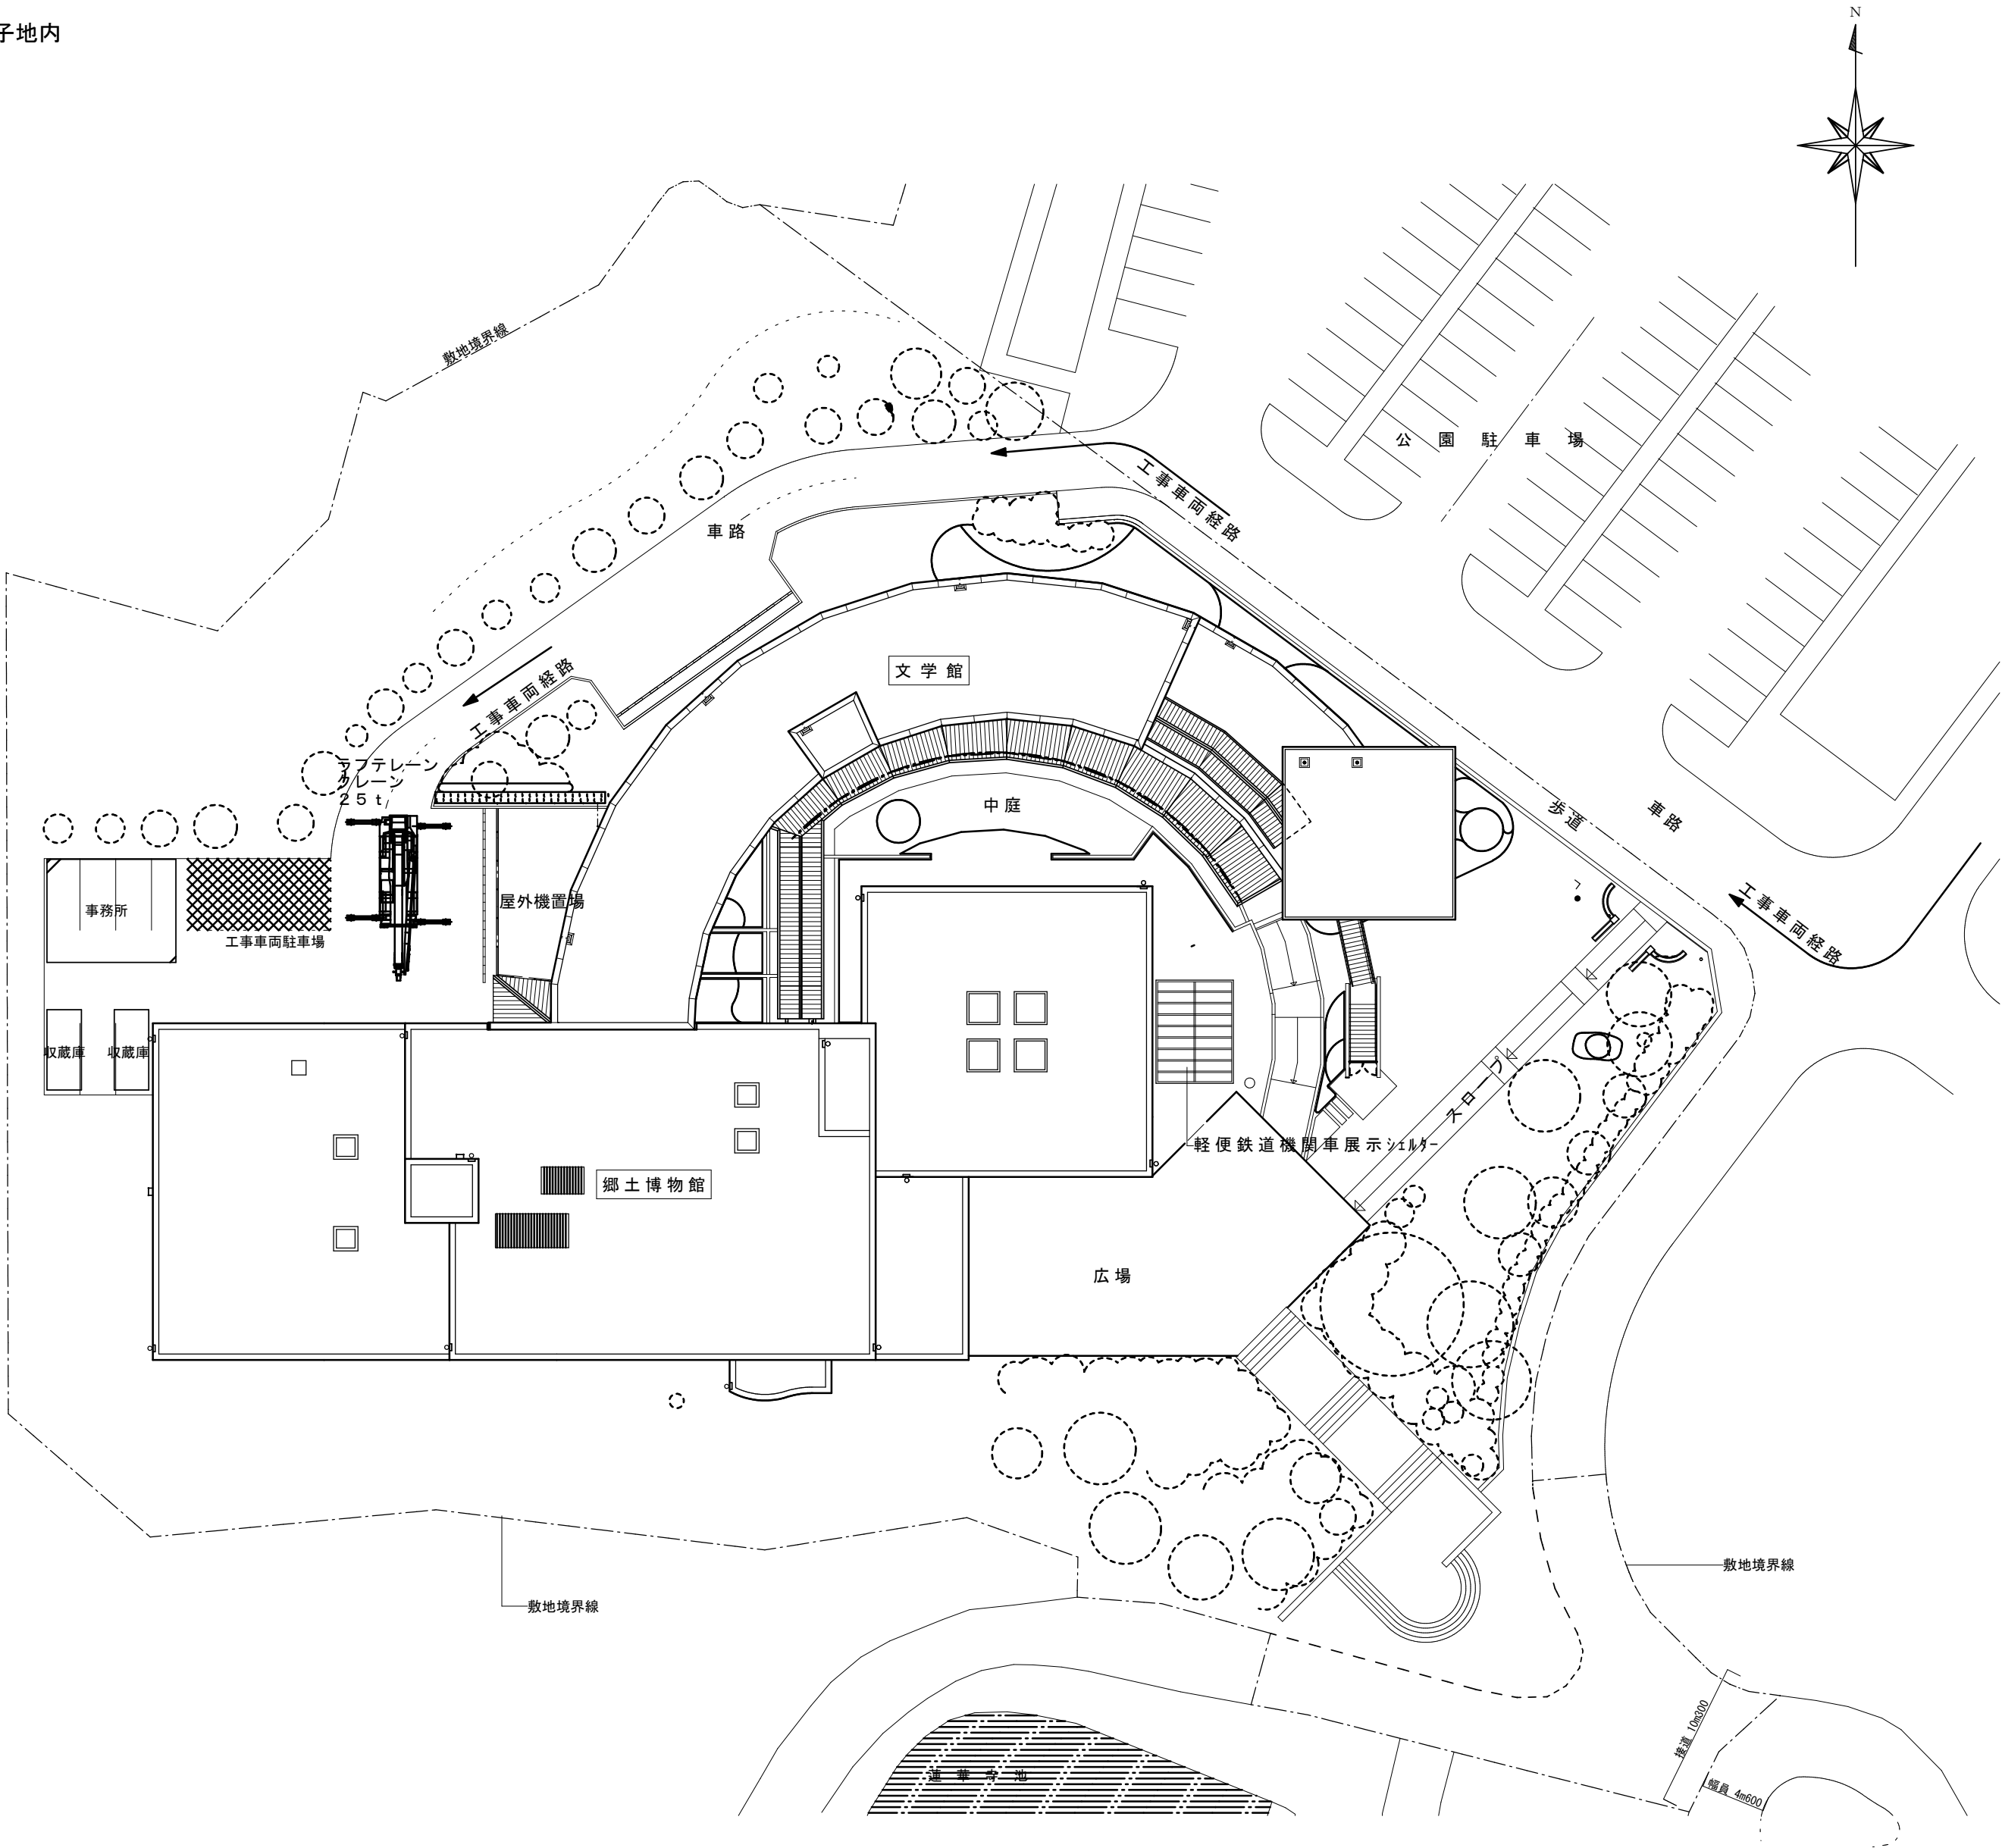 子地内
N
敷地境界線
公園駐車場
工事車両経路
車路
文学館
工事車両経路
ラフテレーン
クレーン
25t
中庭
歩道
車路
屋外機置場
事務所
工事車両駐車場
工事車両経路
収蔵庫
収蔵庫
スロープ
軽便鉄道機関車展示シェルター
郷土博物館
広場
敷地境界線
敷地境界線
接道 10m300
蓮華寺池
幅員 4m600